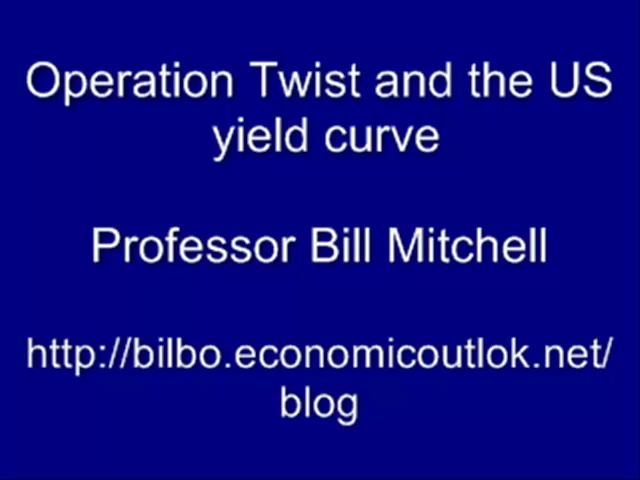 Operation Twist and the US
yield curve
Professor Bill Mitchell
http://bilbo.economicoutlok.net/
blog